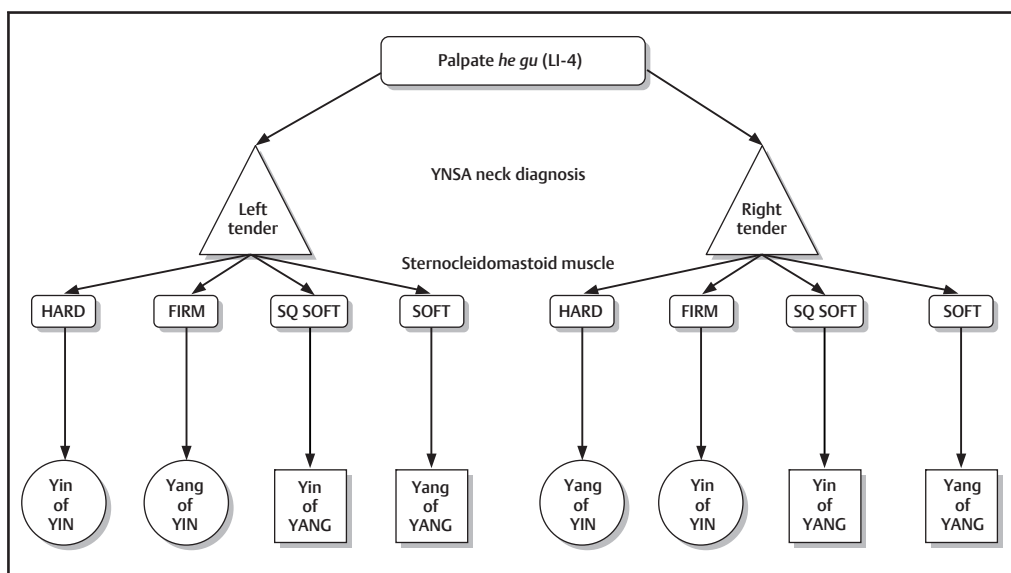 Palpate he gu (LI-4)
YNSA neck diagnosis
Left
tender
Right
tender
Sternocleidomastoid muscle
HARD
FIRM
SQ SOFT
SOFT
HARD
FIRM
SQ SOFT
SOFT
Yin
of
YIN
Yang
of
YIN
Yin
of
YANG
Yang
of
YANG
Yang
of
YIN
Yin
of
YIN
Yin
of
YANG
Yang
of
YANG